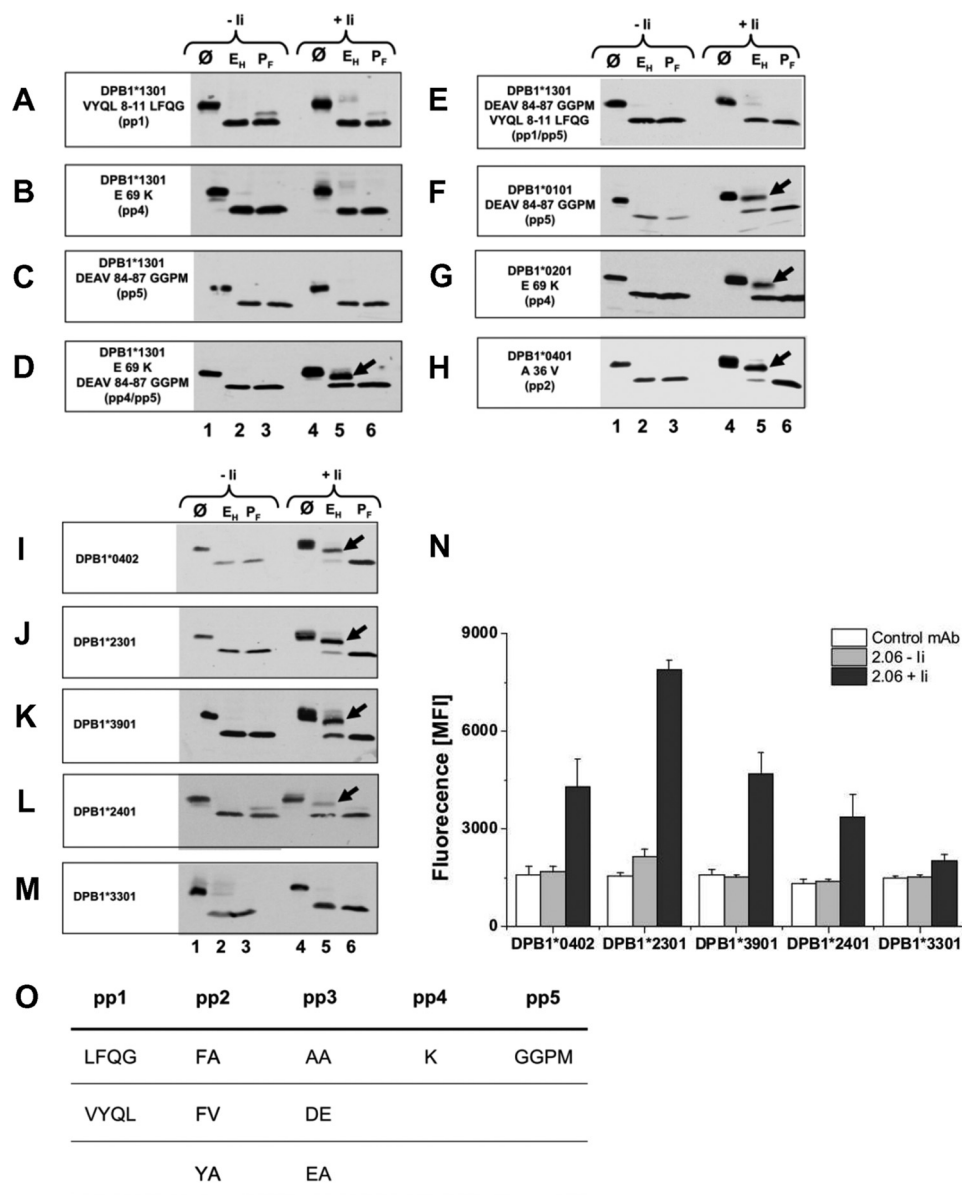 - Ii + Ii
Ø E_H P_F Ø E_H P_F
A
DPB1*1301
VYQL 8-11 LFQG
(pp1)
B
DPB1*1301
E 69 K
(pp4)
C
DPB1*1301
DEAV 84-87 GGPM
(pp5)
D
DPB1*1301
E 69 K
DEAV 84-87 GGPM
(pp4/pp5)
1 2 3 4 5 6
- Ii + Ii
Ø E_H P_F Ø E_H P_F
E
DPB1*1301
DEAV 84-87 GGPM
VYQL 8-11 LFQG
(pp1/pp5)
F
DPB1*0101
DEAV 84-87 GGPM
(pp5)
G
DPB1*0201
E 69 K
(pp4)
H
DPB1*0401
A 36 V
(pp2)
1 2 3 4 5 6
- Ii + Ii
Ø E_H P_F Ø E_H P_F
I
DPB1*0402
J
DPB1*2301
K
DPB1*3901
L
DPB1*2401
M
DPB1*3301
1 2 3 4 5 6
N
Fluorecence [MFI]
9000
6000
3000
0
Control mAb
2.06 - Ii
2.06 + Ii
DPB1*0402 DPB1*2301 DPB1*3901 DPB1*2401 DPB1*3301
O
pp1 pp2 pp3 pp4 pp5
LFQG FA AA K GGPM
VYQL FV DE
YA EA